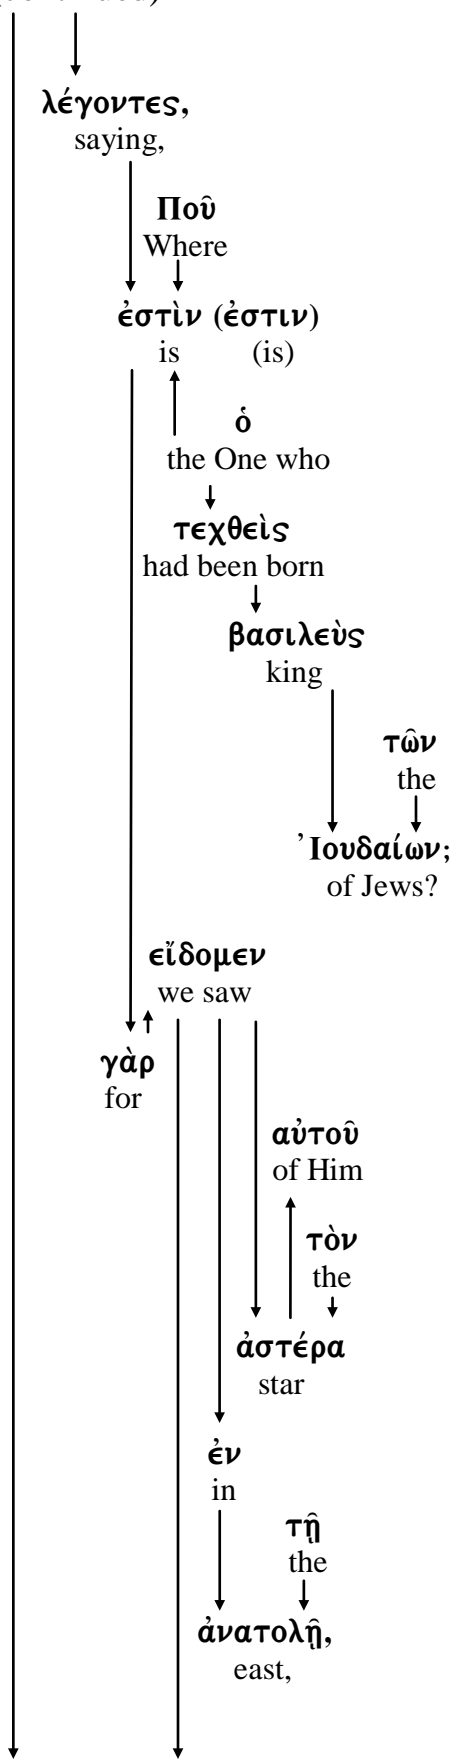 λέγοντες,
saying,
Ποῦ
Where
ἐστὶν (ἐστιν)
is (is)
ὁ
the One who
τεχθεὶς
had been born
βασιλεὺς
king
τῶν
the
Ἰουδαίων;
of Jews?
εἴδομεν
we saw
γὰρ
for
αὐτοῦ
of Him
τὸν
the
ἀστέρα
star
ἐν
in
τῇ
the
ἀνατολῇ,
east,